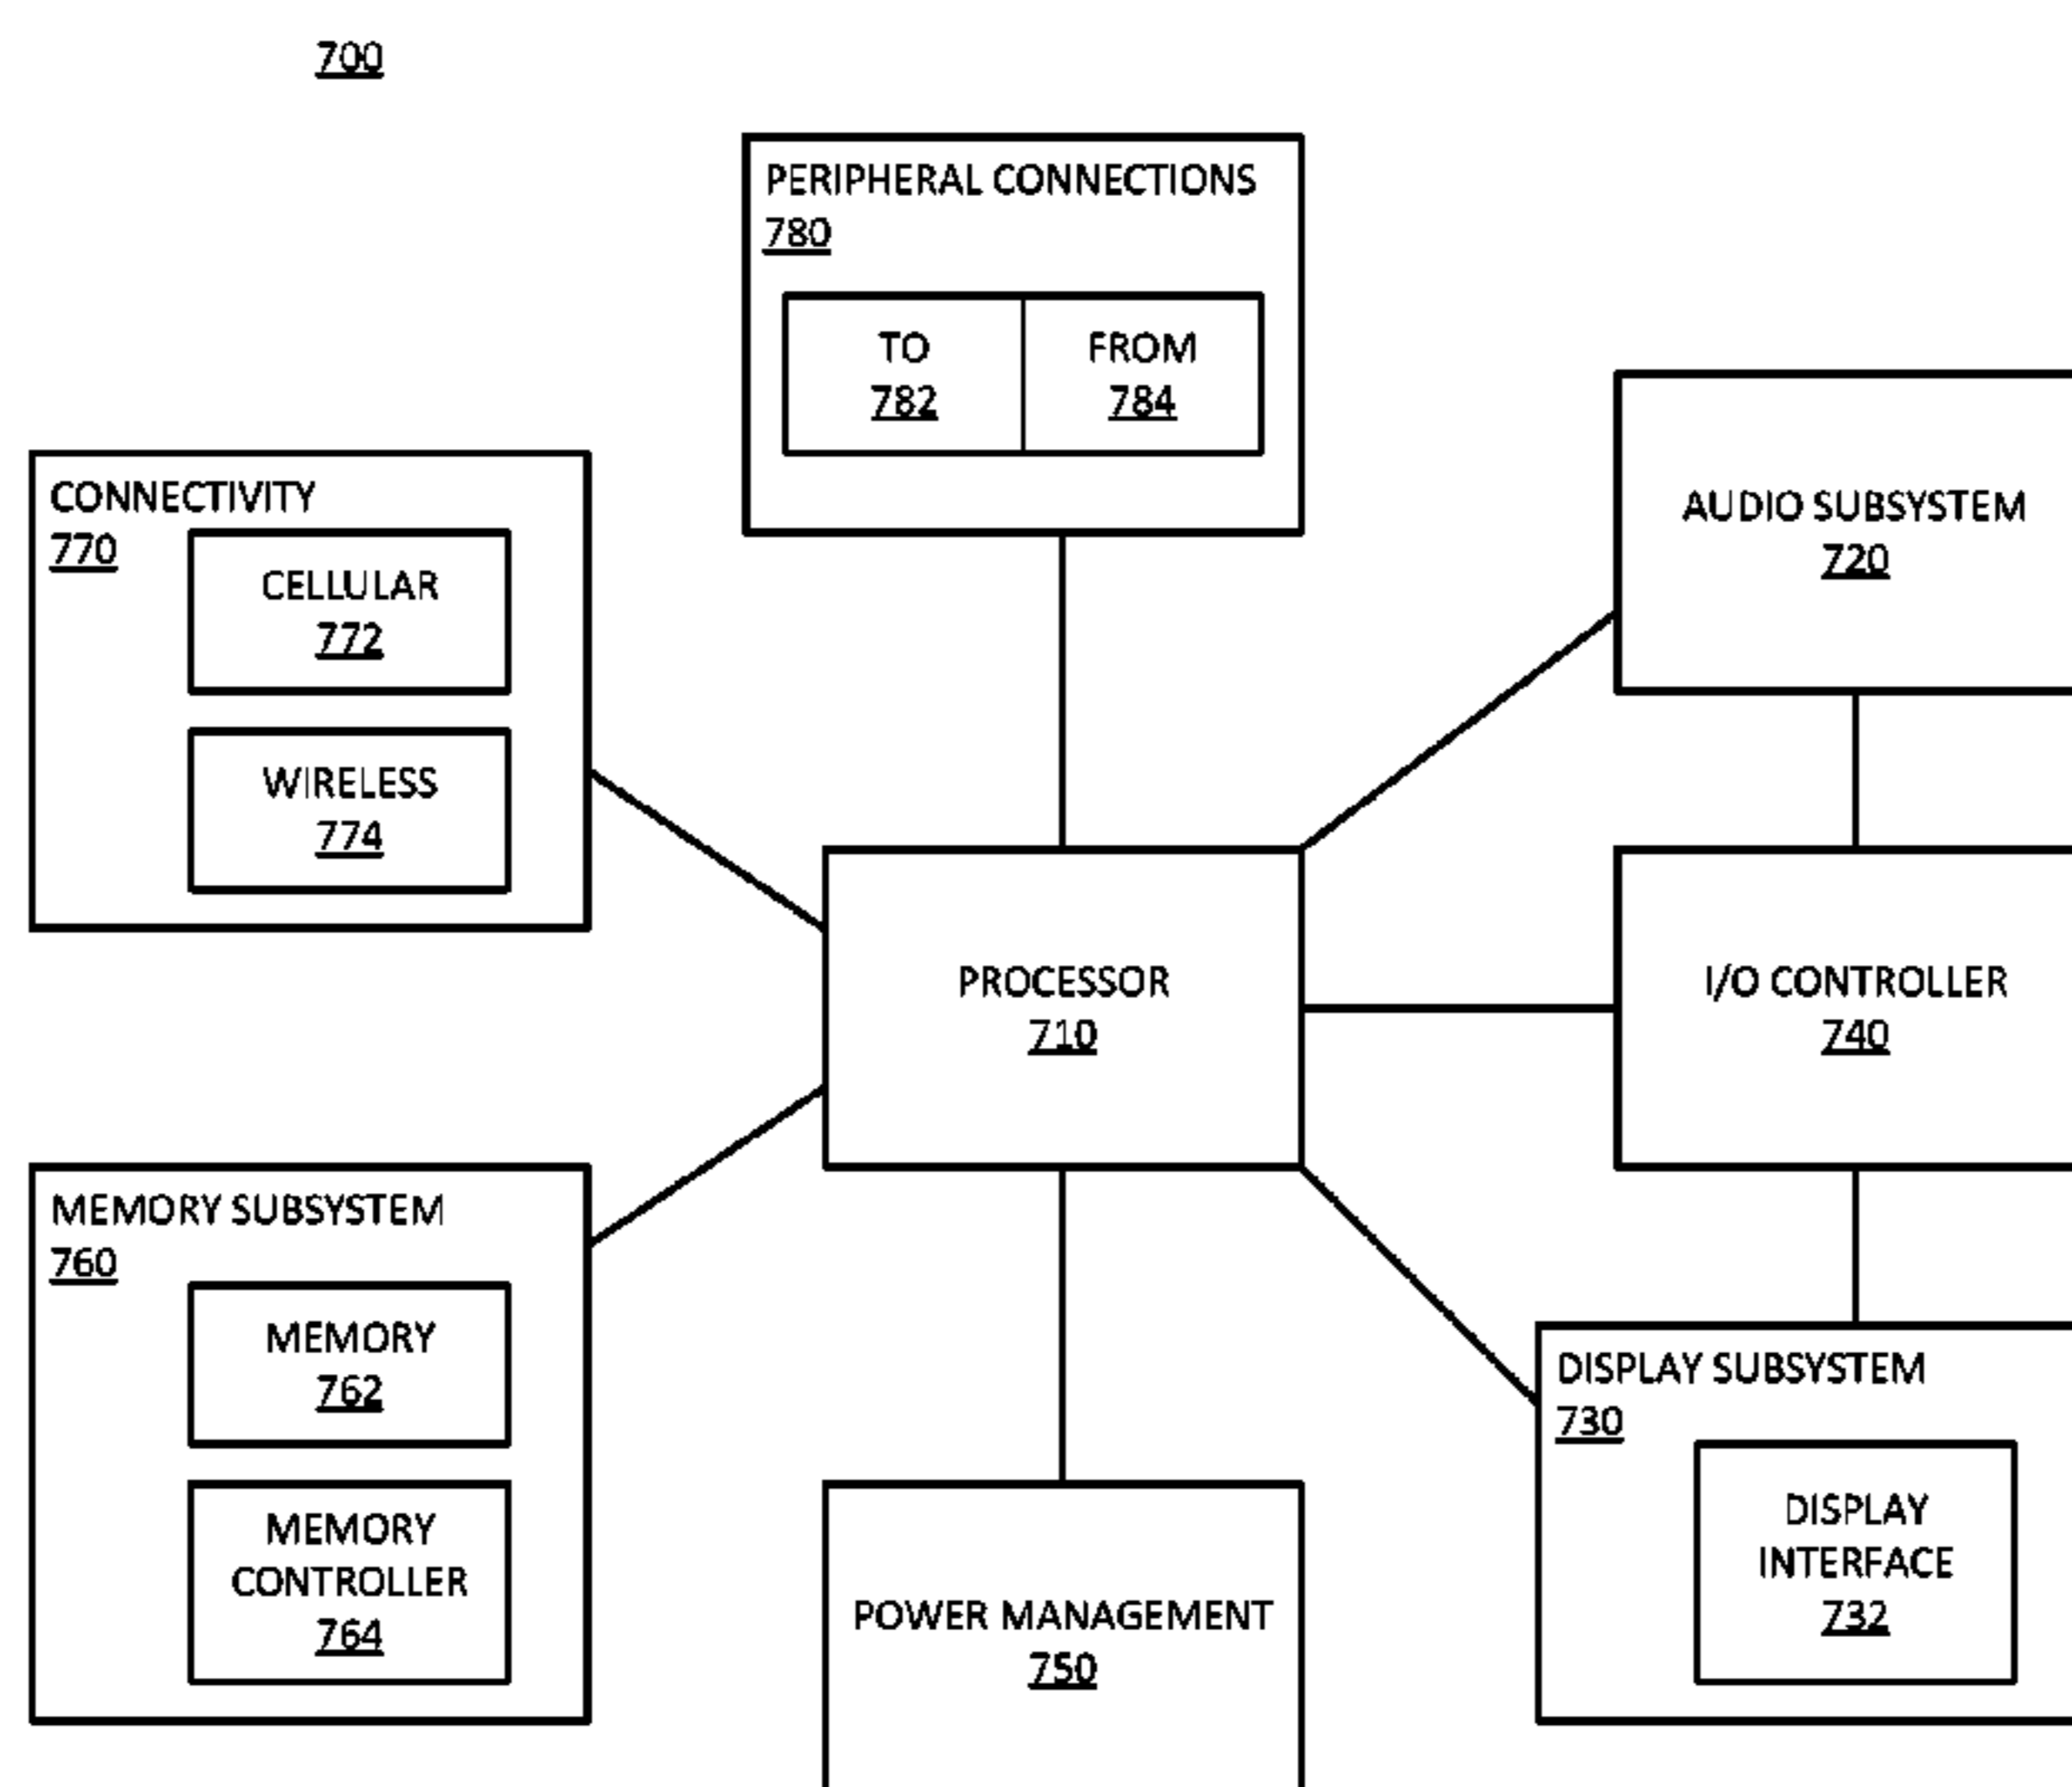 700
PERIPHERAL CONNECTIONS
780
TO
782
FROM
784
CONNECTIVITY
770
CELLULAR
772
WIRELESS
774
AUDIO SUBSYSTEM
720
PROCESSOR
710
I/O CONTROLLER
740
MEMORY SUBSYSTEM
760
MEMORY
762
MEMORY
CONTROLLER
764
POWER MANAGEMENT
750
DISPLAY SUBSYSTEM
730
DISPLAY
INTERFACE
732